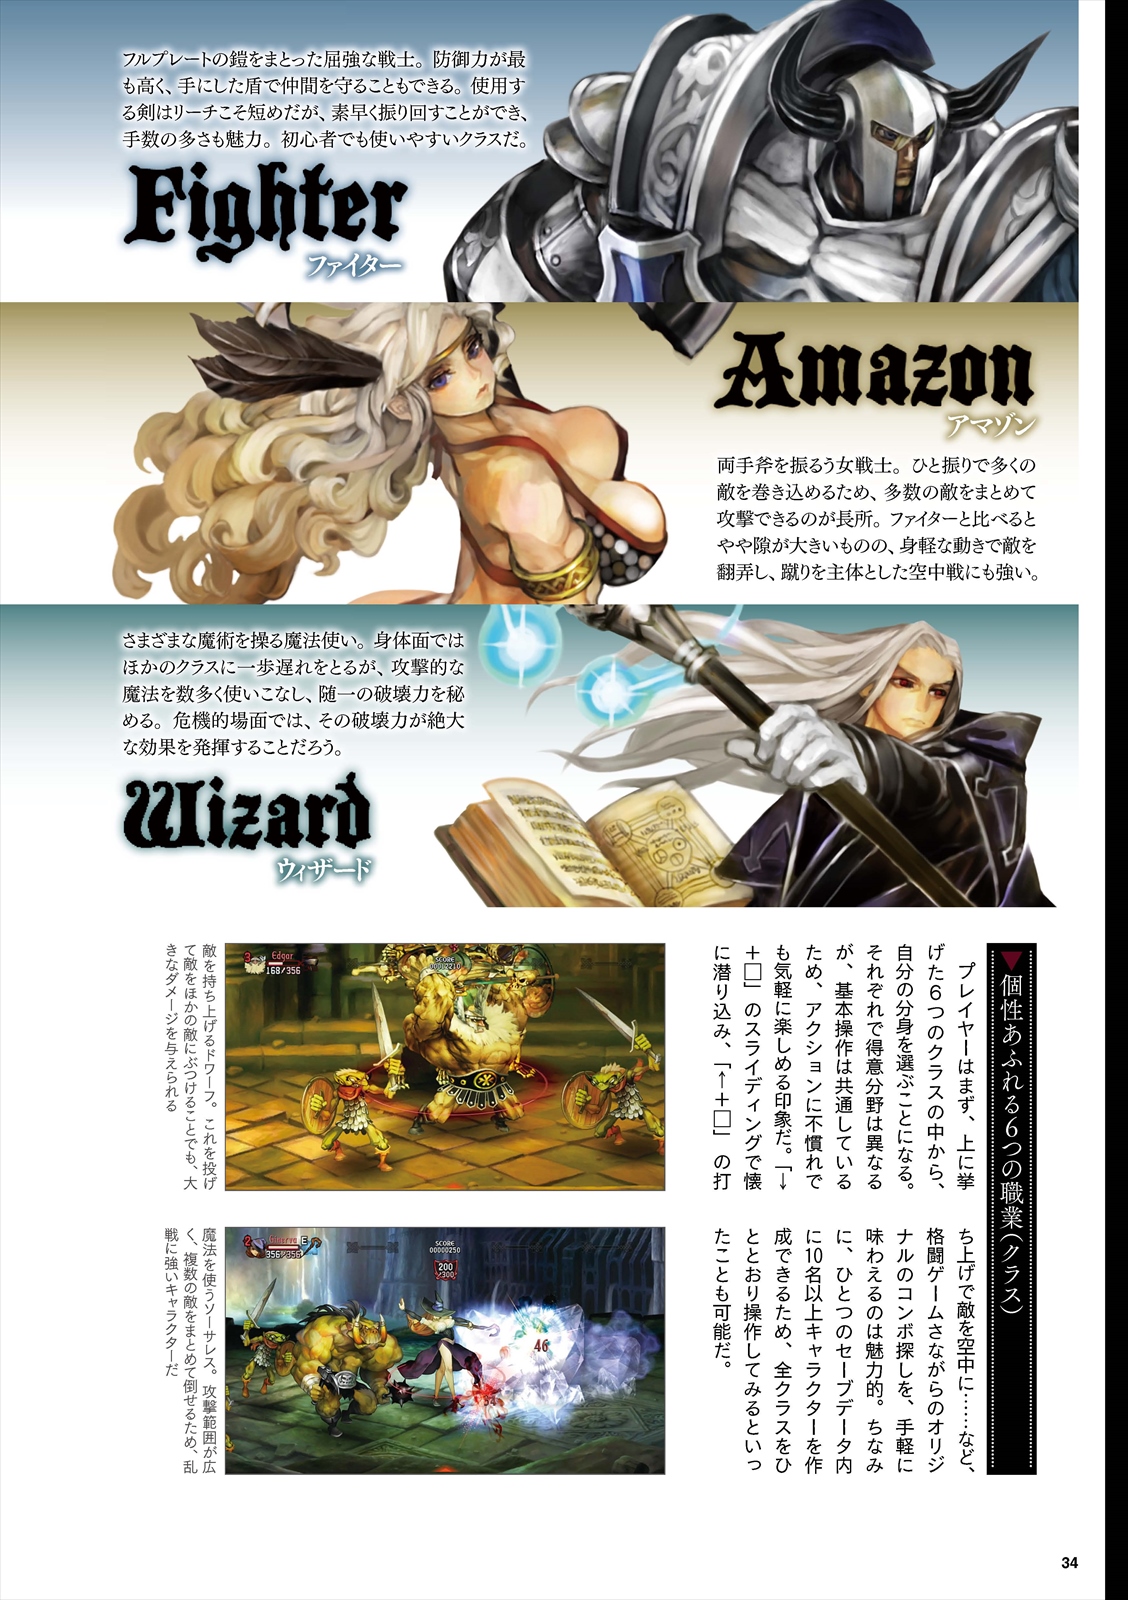 フルプレートの鎧をまとった屈強な戦士。防御力が最
も高く、手にした盾で仲間を守ることもできる。使用す
る剣はリーチこそ短めだが、素早く振り回すことができ、
手数の多さも魅力。初心者でも使いやすいクラスだ。
Fighter
ファイター
Amazon
アマゾン
両手斧を振るう女戦士。ひと振りで多くの
敵を巻き込めるため、多数の敵をまとめて
攻撃できるのが長所。ファイターと比べると
やや隙が大きいものの、身軽な動きで敵を
翻弄し、蹴りを主体とした空中戦にも強い。
さまざまな魔術を操る魔法使い。身体面では
ほかのクラスに一歩遅れをとるが、攻撃的な
魔法を数多く使いこなし、随一の破壊力を秘
める。危機的場面では、その破壊力が絶大
な効果を発揮することだろう。
Wizard
ウィザード
▼個性あふれる6つの職業(クラス)
プレイヤーはまず、上に挙
げた6つのクラスの中から、
自分の分身を選ぶことになる。
それぞれで得意分野は異なる
が、基本操作は共通している
ため、アクションに不慣れで
も気軽に楽しめる印象だ。「↓
+□」のスライディングで懐
に潜り込み、「↑+□」の打
ち上げで敵を空中に……など、
格闘ゲームさながらのオリジ
ナルのコンボ探しを、手軽に
味わえるのは魅力的。ちなみ
に、ひとつのセーブデータ内
に10名以上キャラクターを作
成できるため、全クラスをひ
ととおり操作してみるといっ
たことも可能だ。
3 Edgar
168/356
SCORE
00002210
敵を持ち上げるドワーフ。これを投げ
て敵をほかの敵にぶつけることでも、大
きなダメージを与えられる
2 Minerva E
356/356
SCORE
00000250
200
/300
46
魔法を使うソーサレス。攻撃範囲が広
く、複数の敵をまとめて倒せるため、乱
戦に強いキャラクターだ
34